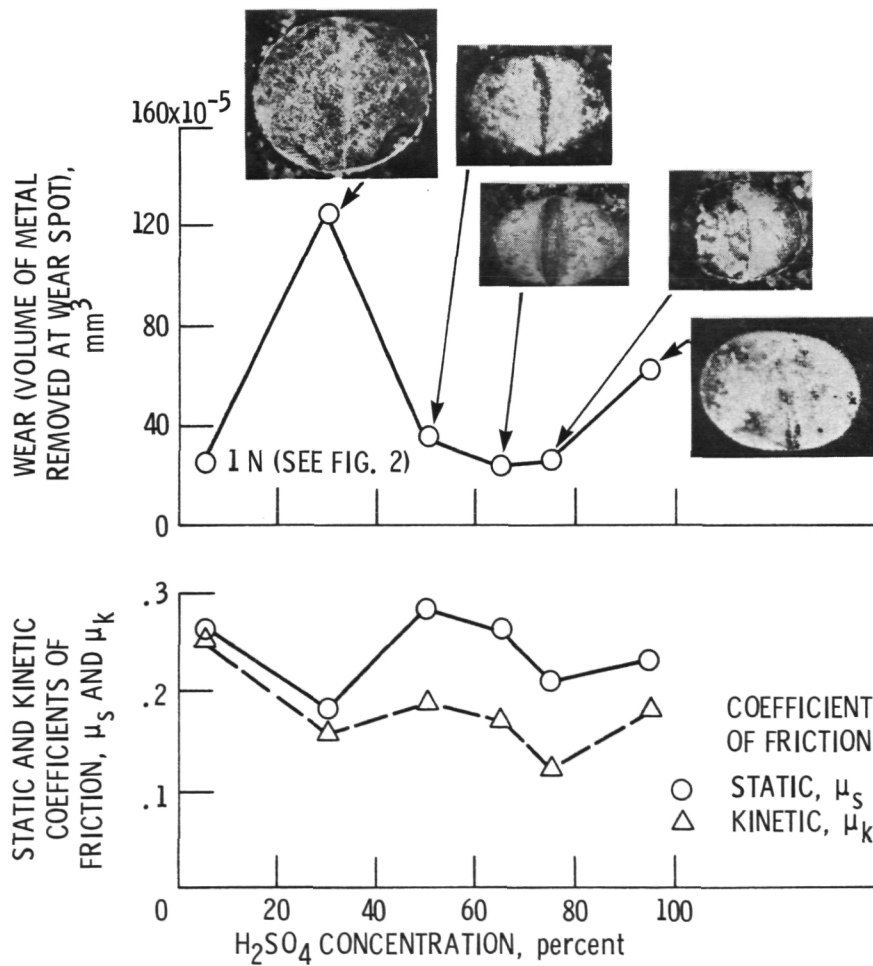 160x10⁻⁵
120
80
40
0
WEAR (VOLUME OF METAL
REMOVED AT WEAR SPOT),
mm³
1 N (SEE FIG. 2)
.3
.2
.1
STATIC AND KINETIC
COEFFICIENTS OF
FRICTION, μₛ AND μₖ
COEFFICIENT
OF FRICTION
STATIC, μₛ
KINETIC, μₖ
0 20 40 60 80 100
H₂SO₄ CONCENTRATION, percent